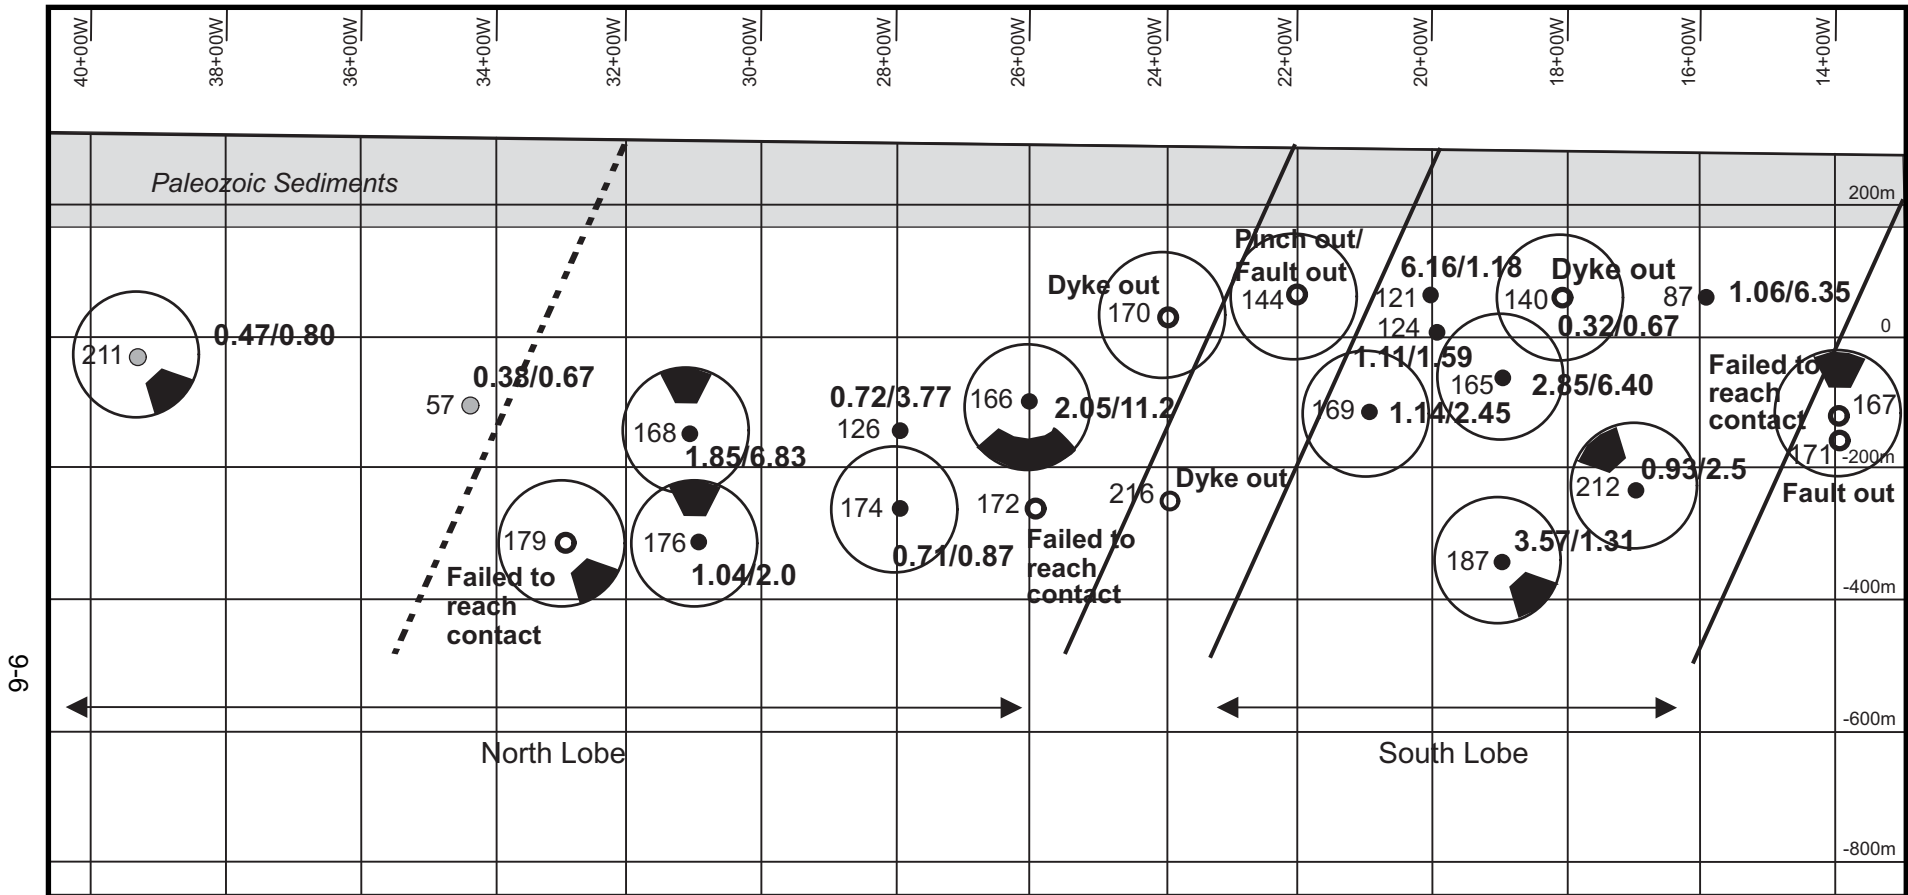 40+00W
38+00W
36+00W
34+00W
32+00W
30+00W
28+00W
26+00W
24+00W
22+00W
20+00W
18+00W
16+00W
14+00W
Paleozoic Sediments
200m
0
-200m
-400m
-600m
-800m
211
0.47/0.80
57
0.38/0.67
168
1.85/6.83
179
Failed to
reach
contact
176
1.04/2.0
0.72/3.77
126
174
0.71/0.87
166
2.05/11.2
172
Failed to
reach
contact
Dyke out
170
216
Dyke out
Pinch out/
Fault out
144
6.16/1.18
121
124
1.11/1.59
169
1.14/2.45
Dyke out
140
0.32/0.67
165
2.85/6.40
87
1.06/6.35
212
0.93/2.5
187
3.57/1.31
Failed to
reach
contact
167
171
Fault out
North Lobe
South Lobe
9-6